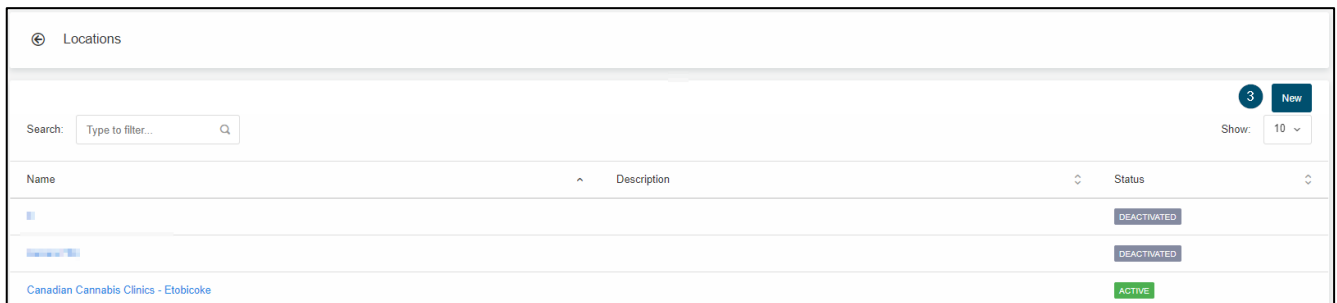 Locations
3 New
Search: Type to filter... Show: 10
Name Description Status
DEACTIVATED
DEACTIVATED
Canadian Cannabis Clinics - Etobicoke ACTIVE